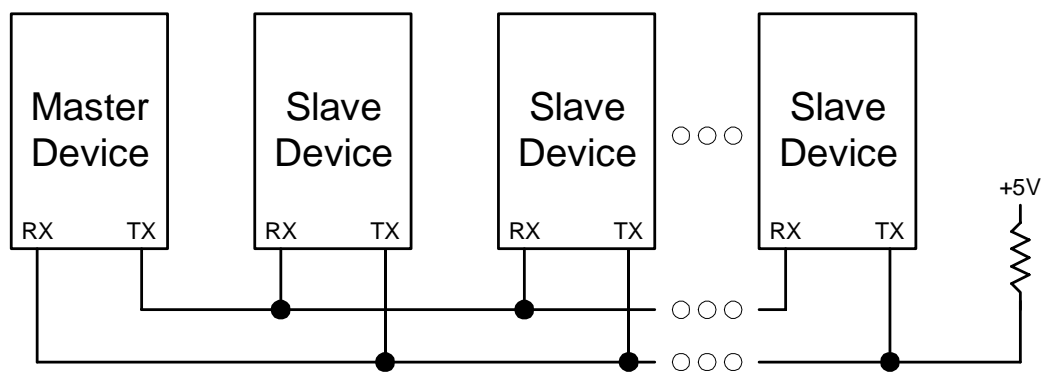 Master
Device
RX TX
Slave
Device
RX TX
Slave
Device
RX TX
Slave
Device
RX TX
+5V